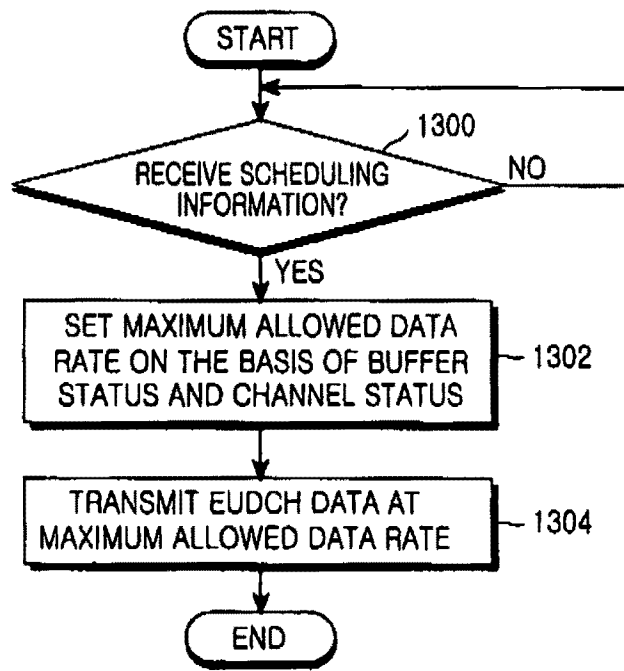 START
1300
RECEIVE SCHEDULING
INFORMATION?
NO
YES
SET MAXIMUM ALLOWED DATA
RATE ON THE BASIS OF BUFFER
STATUS AND CHANNEL STATUS
1302
TRANSMIT EUDCH DATA AT
MAXIMUM ALLOWED DATA RATE
1304
END